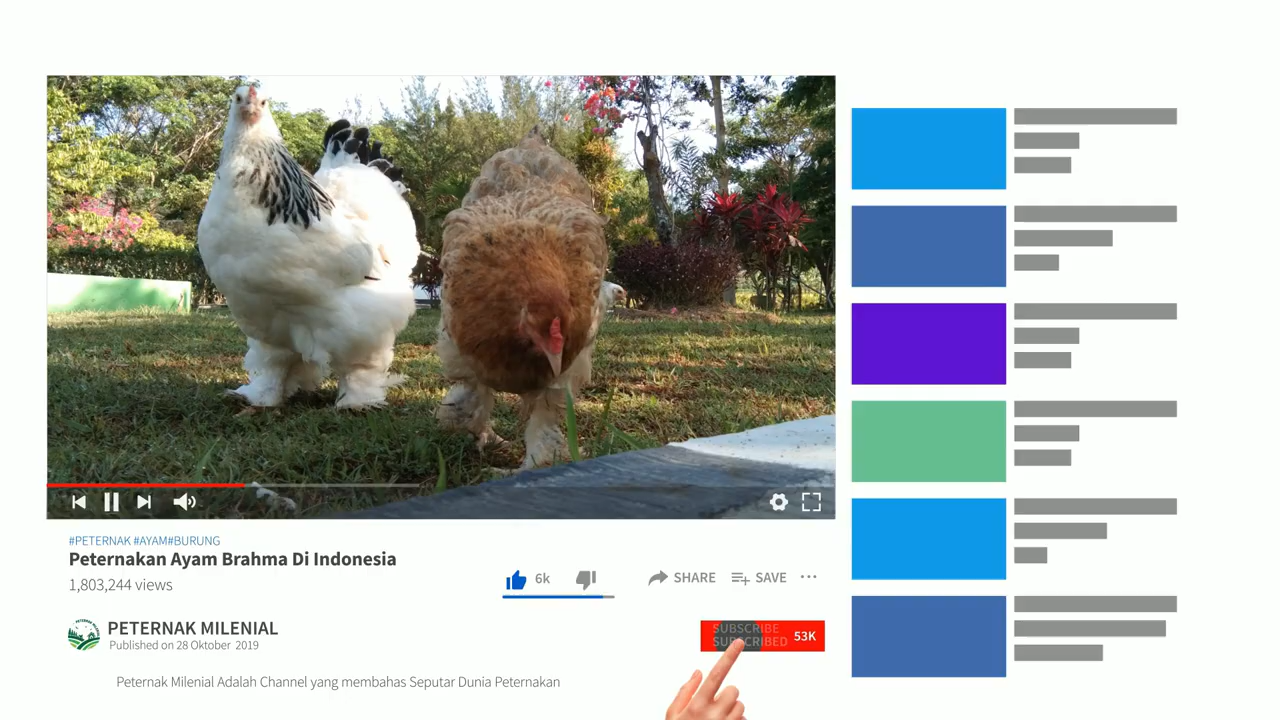 #PETERNAK #AYAM#BURUNG
Peternakan Ayam Brahma Di Indonesia
1,803,244 views
6k
SHARE
SAVE
PETERNAK MILENIAL
Published on 28 Oktober 2019
SUBSCRIBE
SUBSCRIBED
53K
Peternak Milenial Adalah Channel yang membahas Seputar Dunia Peternakan